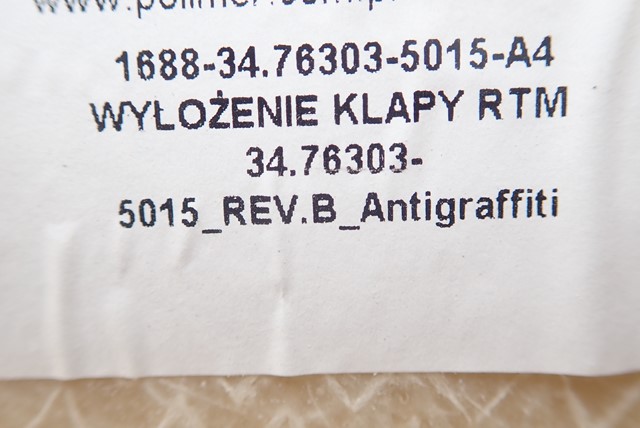 1688-34.76303-5015-A4
WYŁOŻENIE KLAPY RTM
34.76303-
5015_REV.B_Antigraffiti